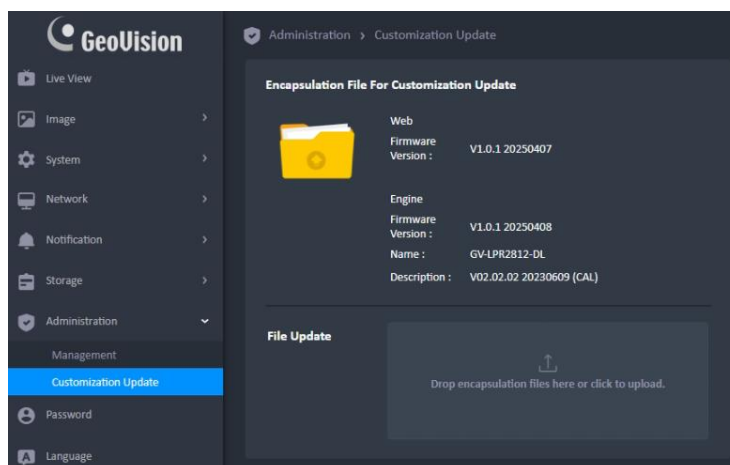 GeoVision
Live View
Image
System
Network
Notification
Storage
Administration
Management
Customization Update
Password
Language
Administration > Customization Update
Encapsulation File For Customization Update
Web
Firmware Version : V1.0.1 20250407
Engine
Firmware Version : V1.0.1 20250408
Name : GV-LPR2812-DL
Description : V02.02.02 20230609 (CAL)
File Update
Drop encapsulation files here or click to upload.